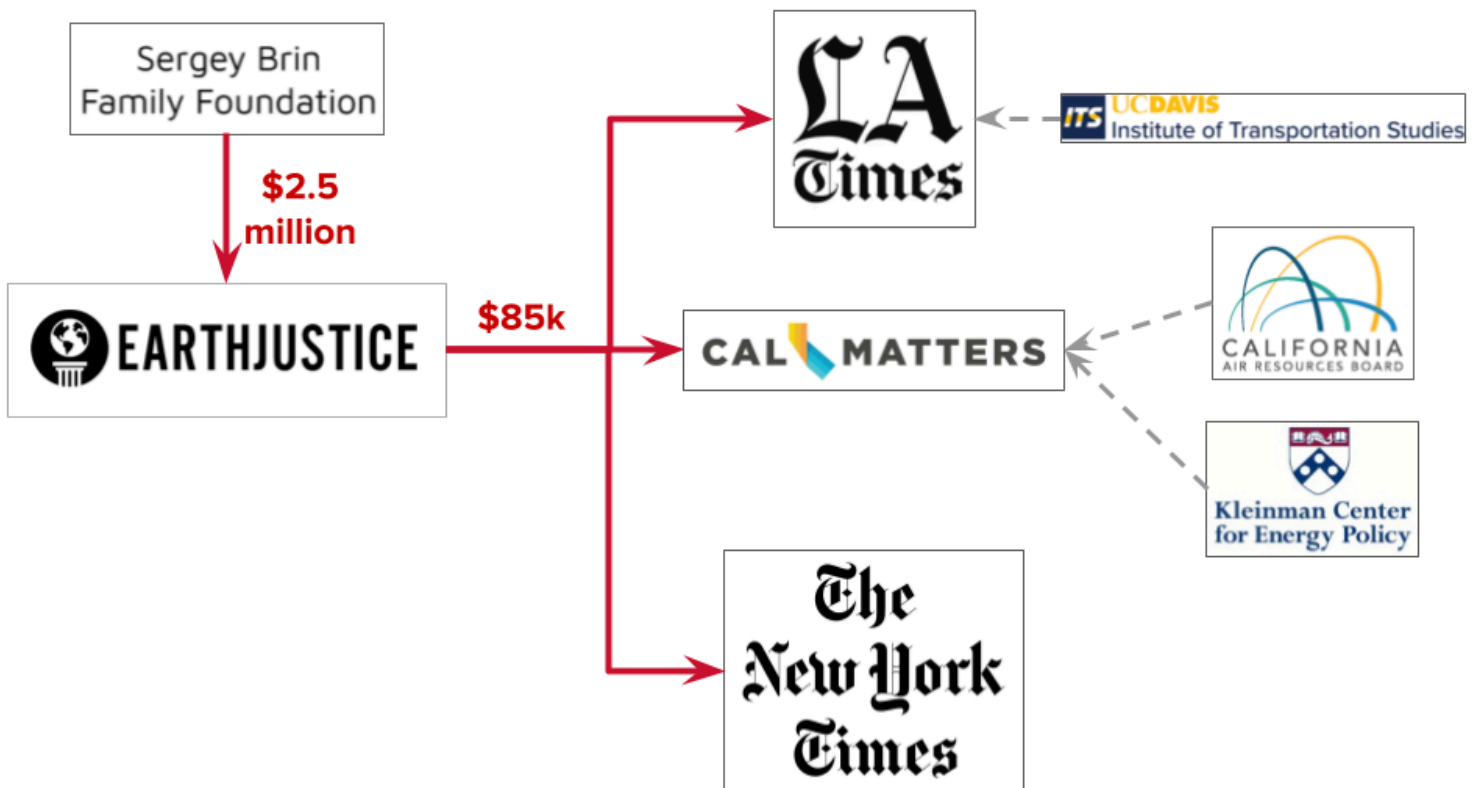 Sergey Brin
Family Foundation
$2.5
million
EARTHJUSTICE
$85k
LA
Times
ITS
UCDAVIS
Institute of Transportation Studies
CAL MATTERS
CALIFORNIA
AIR RESOURCES BOARD
Kleinman Center
for Energy Policy
The
New York
Times